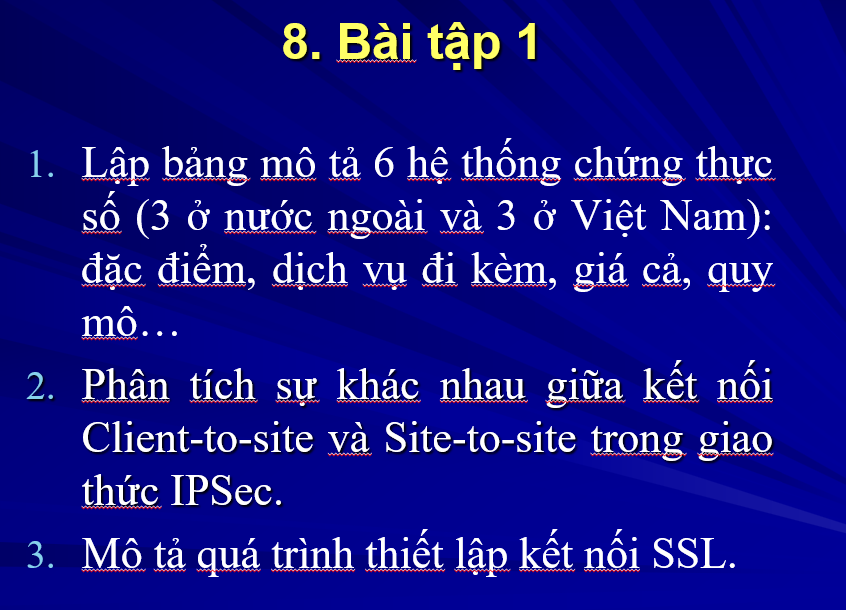 8. Bài tập 1
1. Lập bảng mô tả 6 hệ thống chứng thực
số (3 ở nước ngoài và 3 ở Việt Nam):
đặc điểm, dịch vụ đi kèm, giá cả, quy
mô…
2. Phân tích sự khác nhau giữa kết nối
Client-to-site và Site-to-site trong giao
thức IPSec.
3. Mô tả quá trình thiết lập kết nối SSL.